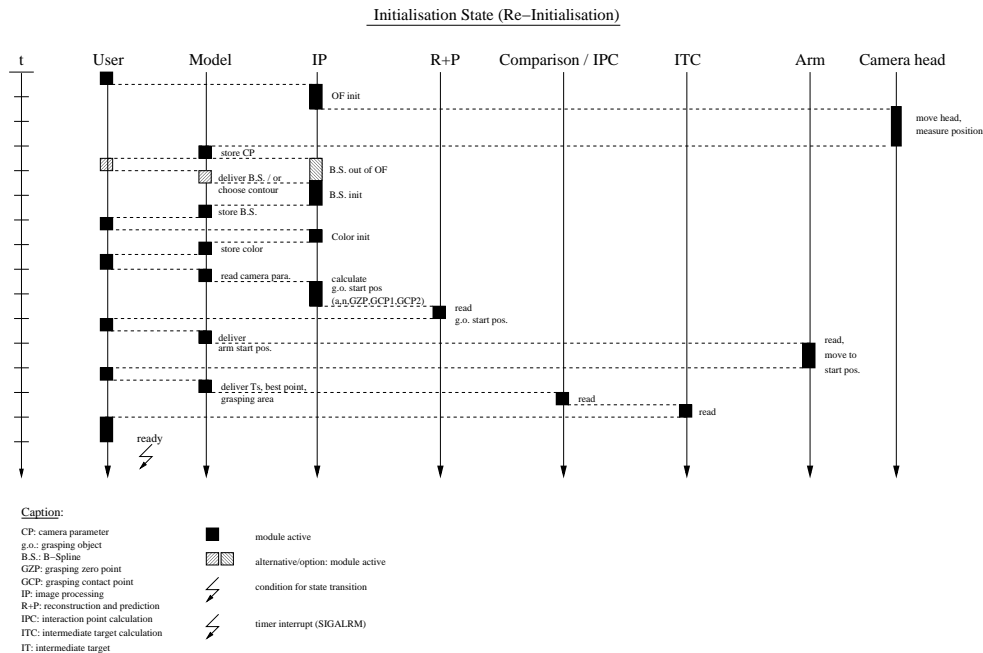 Initialisation State (Re−Initialisation)
t User Model IP R+P Comparison / IPC ITC Arm Camera head
OF init
move head,
measure position
store CP
B.S. out of OF
deliver B.S. / or
choose contour
B.S. init
store B.S.
Color init
store color
read camera para.
calculate
g.o. start pos
(a,n,GZP,GCP1,GCP2)
read
g.o. start pos.
deliver
arm start pos.
read,
move to
start pos.
deliver Ts, best point,
grasping area
read
read
ready
Caption:
CP: camera parameter
g.o.: grasping object
B.S.: B−Spline
GZP: grasping zero point
GCP: grasping contact point
IP: image processing
R+P: reconstruction and prediction
IPC: interaction point calculation
ITC: intermediate target calculation
IT: intermediate target
module active
alternative/option: module active
condition for state transition
timer interrupt (SIGALRM)